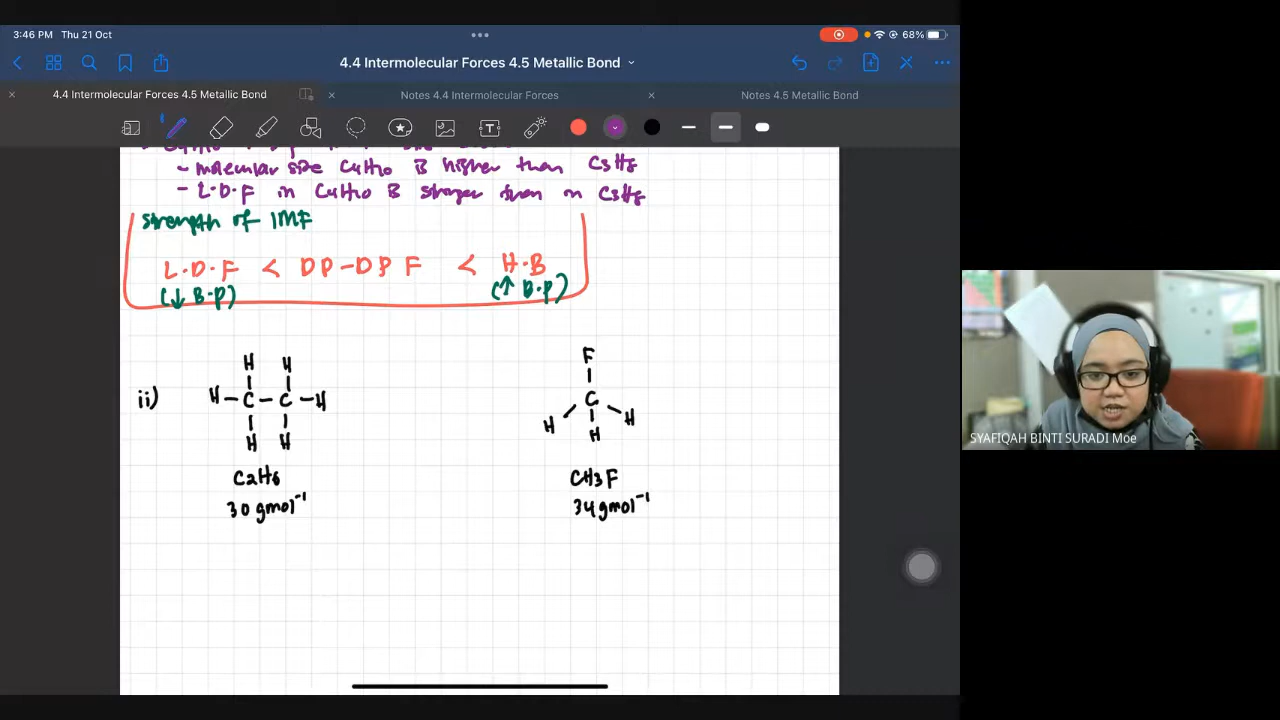 3:46 PM Thu 21 Oct
68%
4.4 Intermolecular Forces 4.5 Metallic Bond
4.4 Intermolecular Forces 4.5 Metallic Bond
Notes 4.4 Intermolecular Forces
Notes 4.5 Metallic Bond
- molecular size C4H10 is higher than C3H8
- L.D.F in C4H10 is stronger than in C3H8
strength of IMF
L.D.F < DP-DP F < H.B
(↓ B.p) (↑ B.p)
ii)
H H
H-C-C-H
H H
C2H6
30 gmol-1
F
C
H H H
CH3F
34gmol-1
SYAFIQAH BINTI SURADI Moe